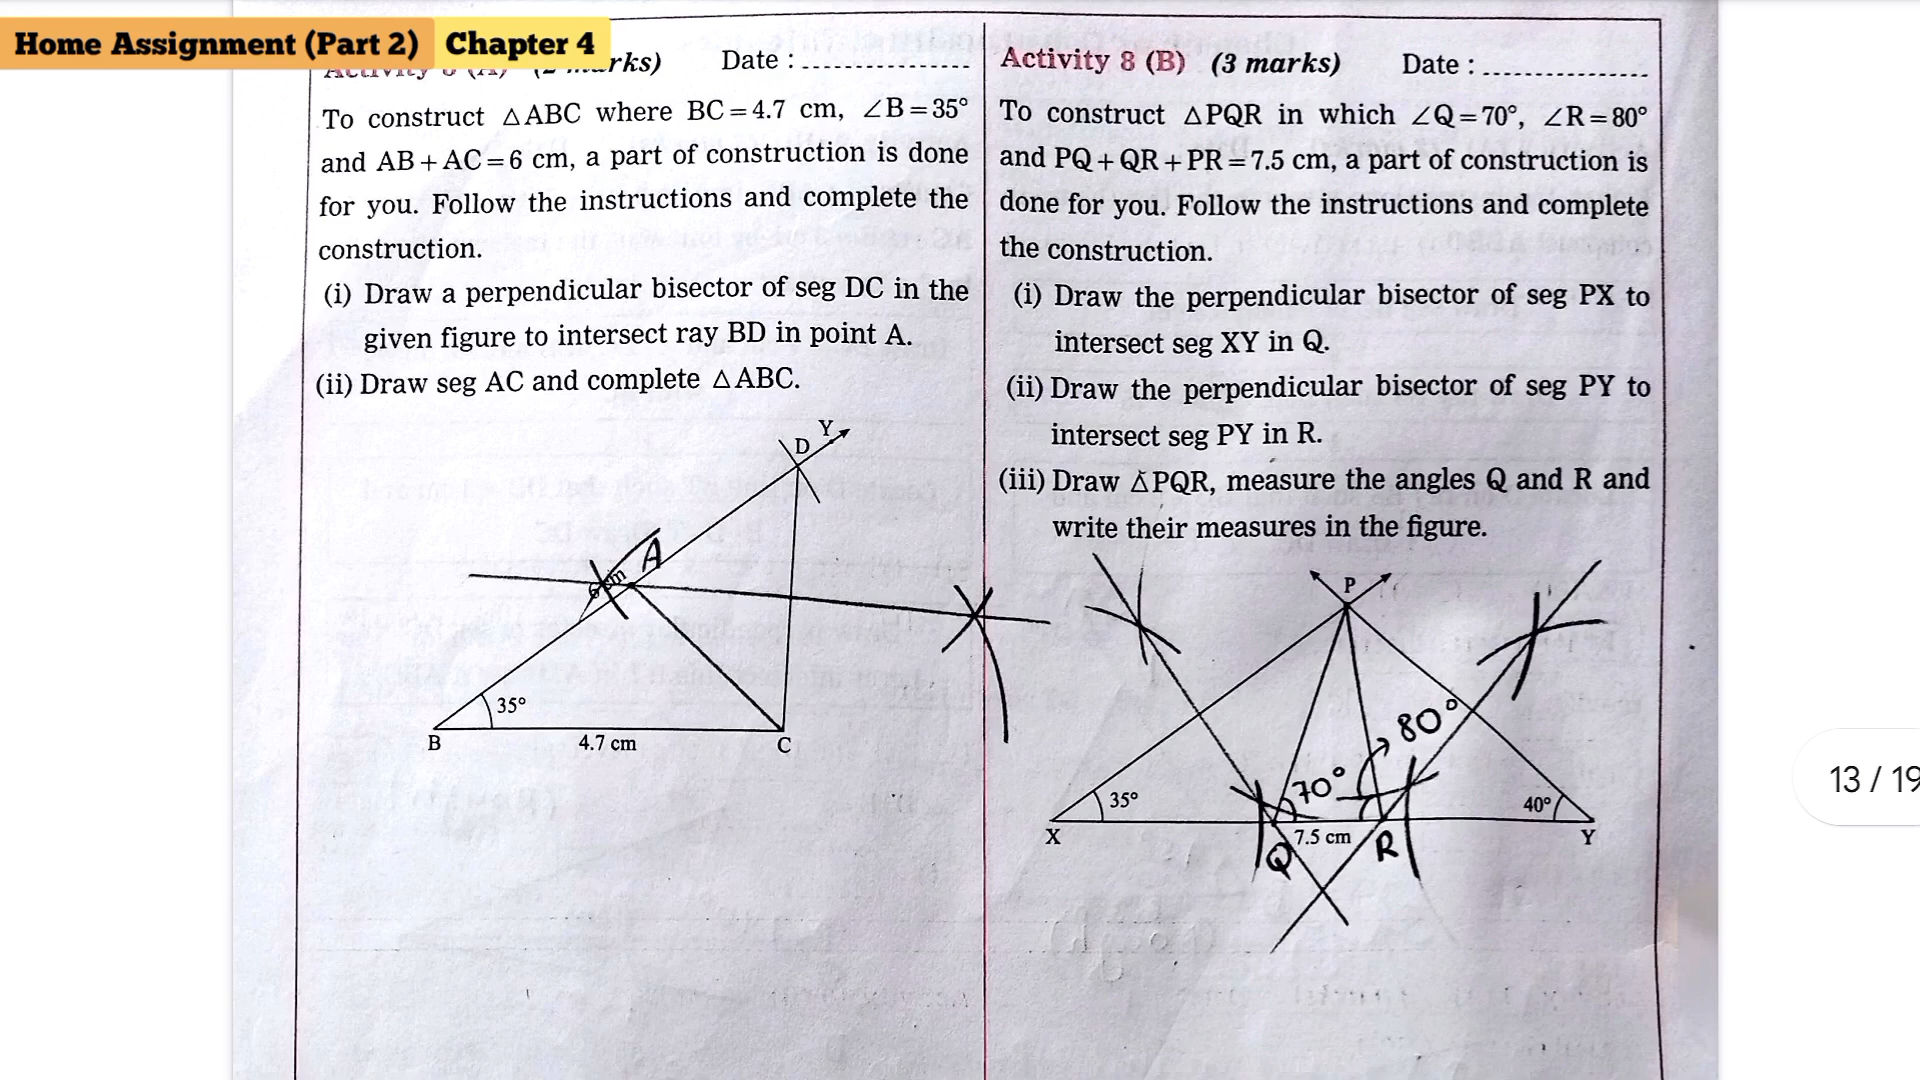 Home Assignment (Part 2) Chapter 4
Date : ................
To construct △ABC where BC=4.7 cm, ∠B=35°
and AB+AC=6 cm, a part of construction is done
for you. Follow the instructions and complete the
construction.
(i) Draw a perpendicular bisector of seg DC in the
given figure to intersect ray BD in point A.
(ii) Draw seg AC and complete △ABC.
Y
D
A
35°
B
4.7 cm
C
Activity 8 (B) (3 marks) Date : ................
To construct △PQR in which ∠Q=70°, ∠R=80°
and PQ+QR+PR=7.5 cm, a part of construction is
done for you. Follow the instructions and complete
the construction.
(i) Draw the perpendicular bisector of seg PX to
intersect seg XY in Q.
(ii) Draw the perpendicular bisector of seg PY to
intersect seg PY in R.
(iii) Draw △PQR, measure the angles Q and R and
write their measures in the figure.
P
80°
70°
35°
40°
X
7.5 cm
Y
Q
R
13 / 19